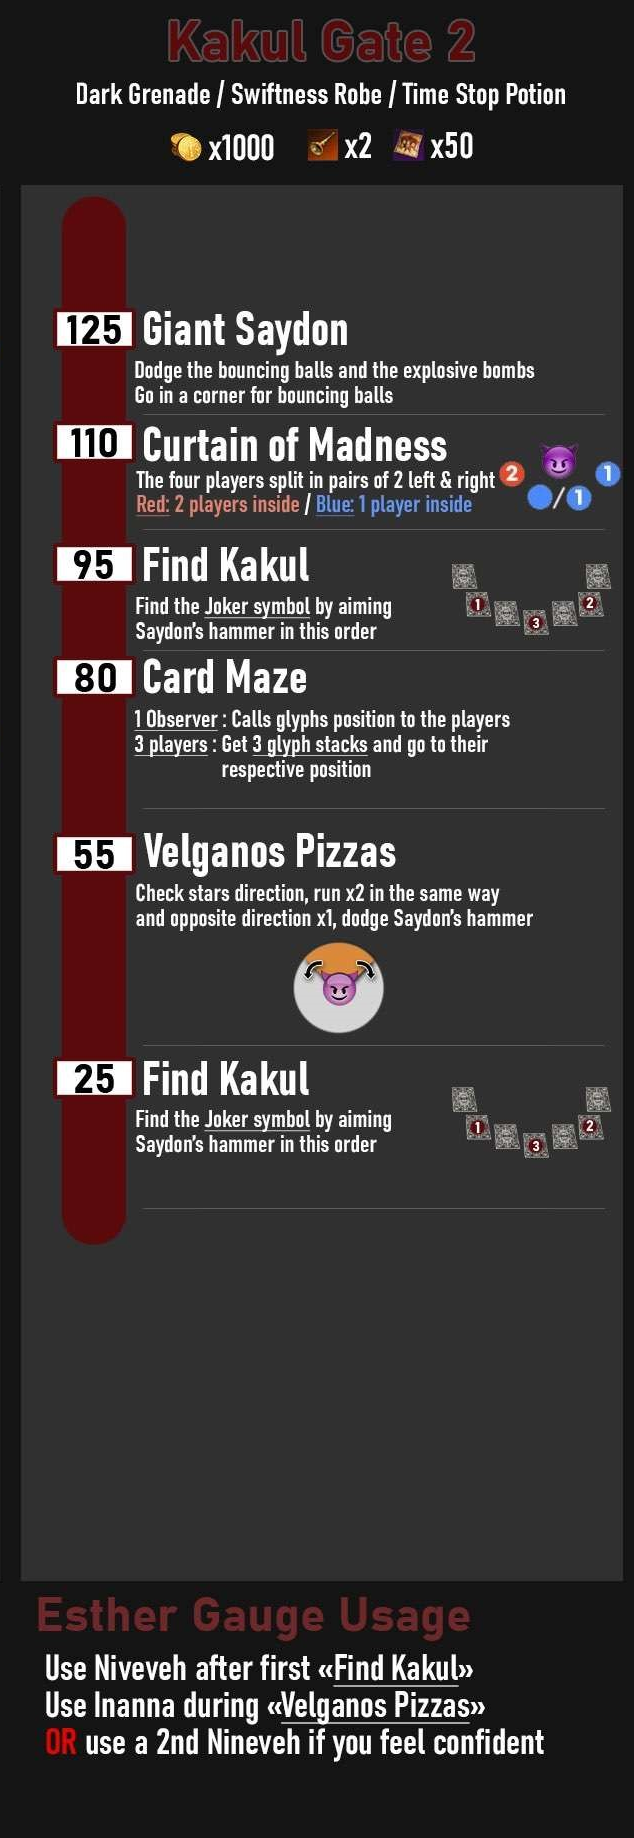 Kakul Gate 2
Dark Grenade / Swiftness Robe / Time Stop Potion
x1000 x2 x50
125 Giant Saydon
Dodge the bouncing balls and the explosive bombs
Go in a corner for bouncing balls
110 Curtain of Madness
The four players split in pairs of 2 left & right 2 1
Red: 2 players inside / Blue: 1 player inside / 1
95 Find Kakul
Find the Joker symbol by aiming 1 2
Saydon's hammer in this order 3
80 Card Maze
1 Observer : Calls glyphs position to the players
3 players : Get 3 glyph stacks and go to their
respective position
55 Velganos Pizzas
Check stars direction, run x2 in the same way
and opposite direction x1, dodge Saydon's hammer
25 Find Kakul
Find the Joker symbol by aiming 1 2
Saydon's hammer in this order 3
Esther Gauge Usage
Use Niveveh after first «Find Kakul»
Use Inanna during «Velganos Pizzas»
OR use a 2nd Nineveh if you feel confident